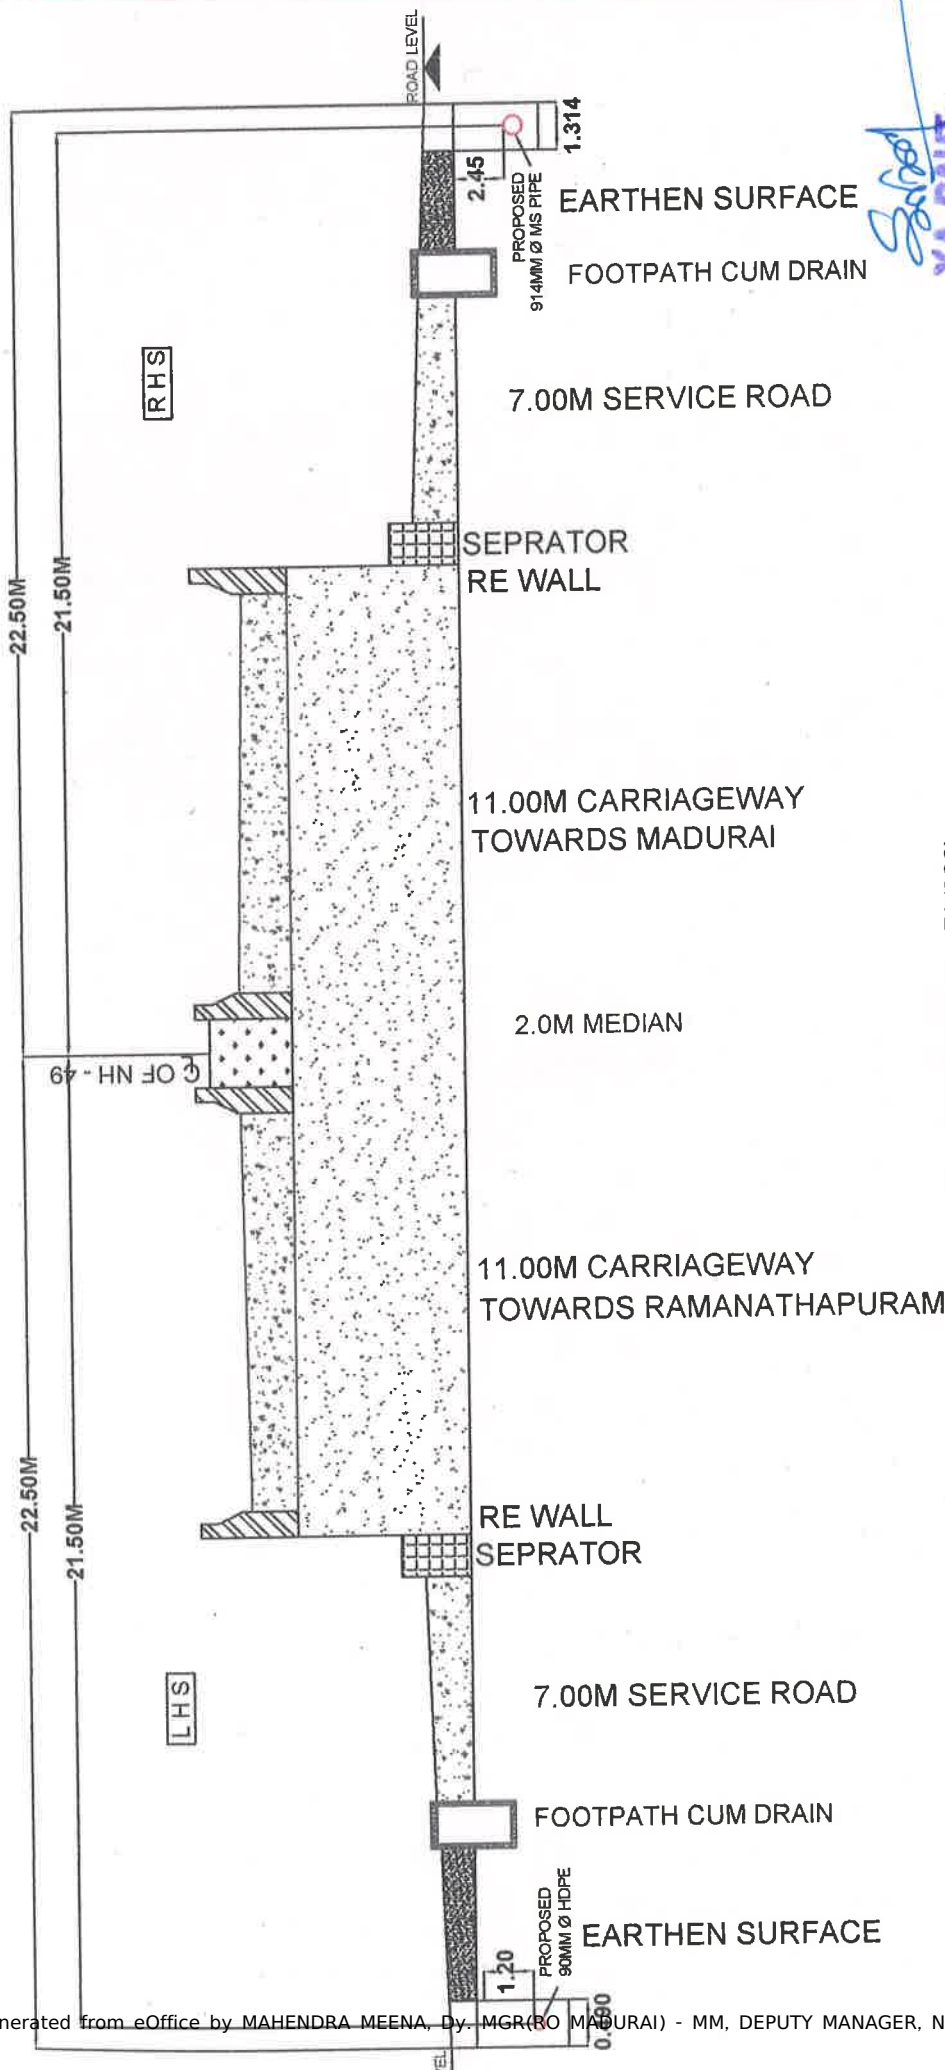 ROAD LEVEL
1.314
2.45
PROPOSED
914MM Ø MS PIPE
EARTHEN SURFACE
FOOTPATH CUM DRAIN
RHS
7.00M SERVICE ROAD
SEPRATOR
RE WALL
22.50M
21.50M
11.00M CARRIAGEWAY
TOWARDS MADURAI
2.0M MEDIAN
OF NH - 49
11.00M CARRIAGEWAY
TOWARDS RAMANATHAPURAM
22.50M
21.50M
RE WALL
SEPRATOR
LHS
7.00M SERVICE ROAD
FOOTPATH CUM DRAIN
PROPOSED
90MM Ø HDPE
EARTHEN SURFACE
1.20
nerated from eOffice by MAHENDRA MEENA, Dy. MGR(RO MADURAI) - MM, DEPUTY MANAGER, N